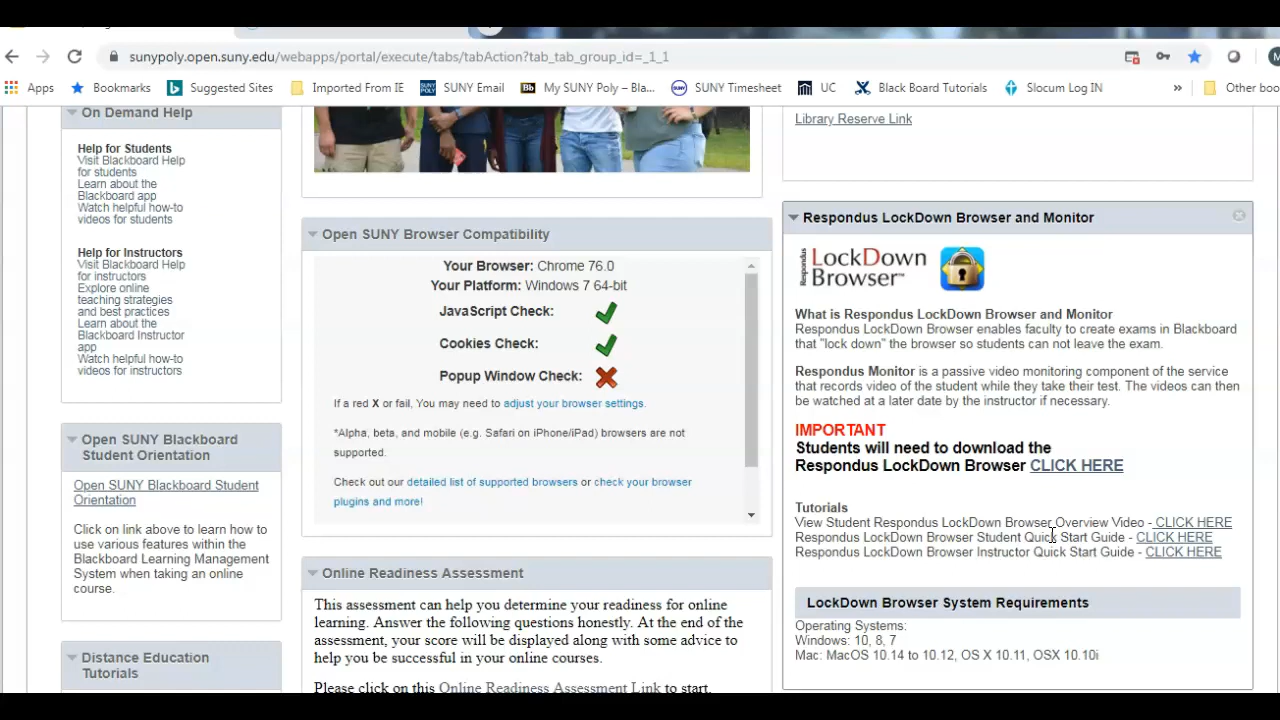 sunypoly.open.suny.edu/webapps/portal/execute/tabs/tabAction?tab_tab_group_id=_1_1
Apps
Bookmarks
Suggested Sites
Imported From IE
SUNY Email
My SUNY Poly – Bla...
SUNY Timesheet
UC
Black Board Tutorials
Slocum Log IN
»
Other boo
On Demand Help
Help for Students
Visit Blackboard Help
for students
Learn about the
Blackboard app
Watch helpful how-to
videos for students
Help for Instructors
Visit Blackboard Help
for instructors
Explore online
teaching strategies
and best practices
Learn about the
Blackboard Instructor
app
Watch helpful how-to
videos for instructors
Open SUNY Blackboard
Student Orientation
Open SUNY Blackboard Student
Orientation
Click on link above to learn how to
use various features within the
Blackboard Learning Management
System when taking an online
course.
Distance Education
Tutorials
Open SUNY Browser Compatibility
Your Browser: Chrome 76.0
Your Platform: Windows 7 64-bit
JavaScript Check:
Cookies Check:
Popup Window Check:
If a red X or fail, You may need to adjust your browser settings.
*Alpha, beta, and mobile (e.g. Safari on iPhone/iPad) browsers are not
supported.
Check out our detailed list of supported browsers or check your browser
plugins and more!
Online Readiness Assessment
This assessment can help you determine your readiness for online
learning. Answer the following questions honestly. At the end of the
assessment, your score will be displayed along with some advice to
help you be successful in your online courses.
Please click on this Online Readiness Assessment Link to start.
Library Reserve Link
Respondus LockDown Browser and Monitor
Respondus LockDown
Browser™
What is Respondus LockDown Browser and Monitor
Respondus LockDown Browser enables faculty to create exams in Blackboard
that "lock down" the browser so students can not leave the exam.
Respondus Monitor is a passive video monitoring component of the service
that records video of the student while they take their test. The videos can then
be watched at a later date by the instructor if necessary.
IMPORTANT
Students will need to download the
Respondus LockDown Browser CLICK HERE
Tutorials
View Student Respondus LockDown Browser Overview Video - CLICK HERE
Respondus LockDown Browser Student Quick Start Guide - CLICK HERE
Respondus LockDown Browser Instructor Quick Start Guide - CLICK HERE
LockDown Browser System Requirements
Operating Systems:
Windows: 10, 8, 7
Mac: MacOS 10.14 to 10.12, OS X 10.11, OSX 10.10i